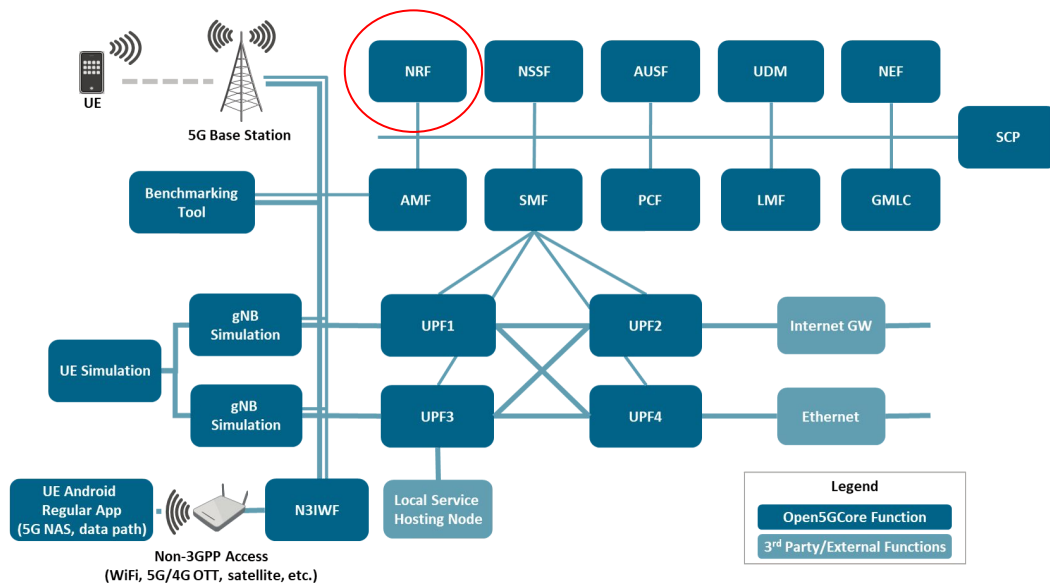 UE
5G Base Station
NRF
NSSF
AUSF
UDM
NEF
SCP
Benchmarking
Tool
AMF
SMF
PCF
LMF
GMLC
gNB
Simulation
UPF1
UPF2
Internet GW
UE Simulation
gNB
Simulation
UPF3
UPF4
Ethernet
UE Android
Regular App
(5G NAS, data path)
N3IWF
Local Service
Hosting Node
Non-3GPP Access
(WiFi, 5G/4G OTT, satellite, etc.)
Legend
Open5GCore Function
3rd Party/External Functions